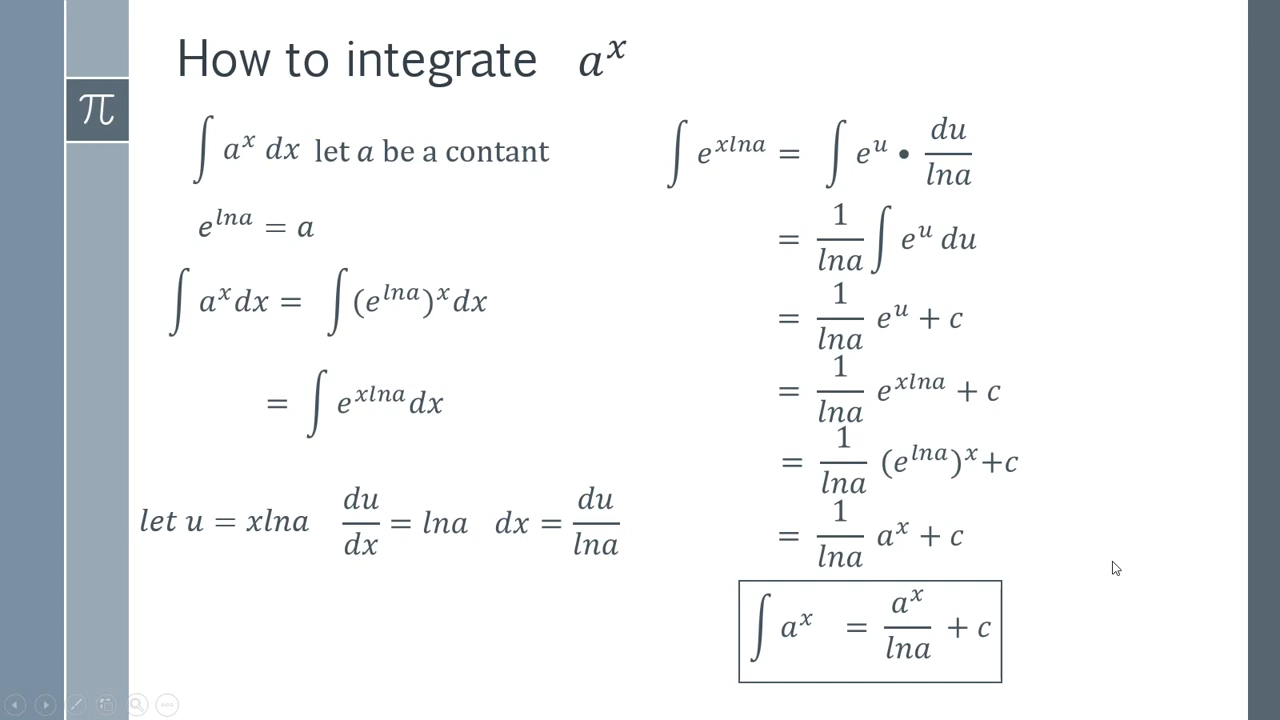 How to integrate a^x
π
∫ a^x dx let a be a contant
e^{lna} = a
∫ a^x dx = ∫ (e^{lna})^x dx
= ∫ e^{xlna} dx
let u = xlna du/dx = lna dx = du/lna
∫ e^{xlna} = ∫ e^u • du/lna
= 1/lna ∫ e^u du
= 1/lna e^u + c
= 1/lna e^{xlna} + c
= 1/lna (e^{lna})^x+c
= 1/lna a^x + c
∫ a^x = a^x/lna + c